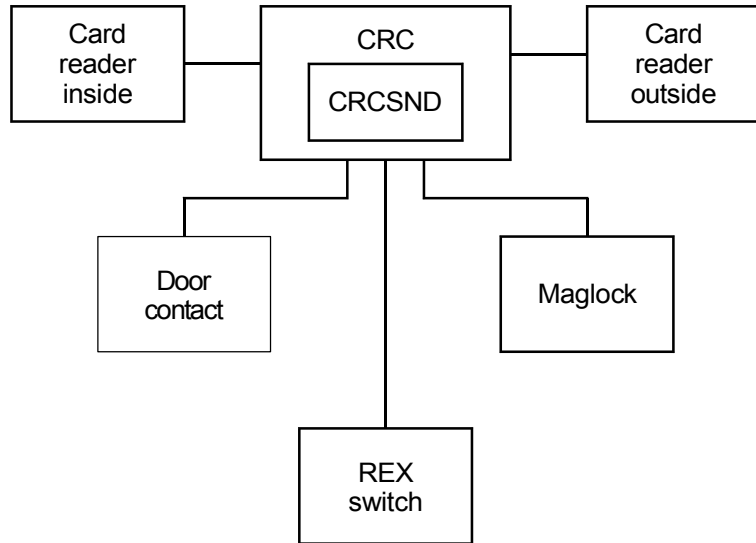 Card
reader
inside
CRC
CRCSND
Card
reader
outside
Door
contact
Maglock
REX
switch